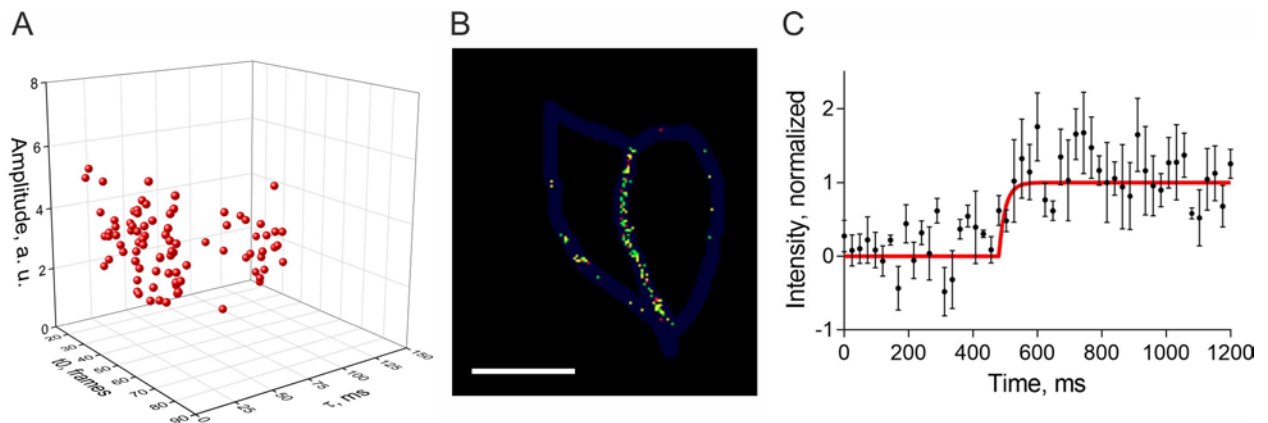 A
B
C
8
6
4
2
0
Amplitude, a. u.
20
30
40
50
60
70
80
90
t0, frames
0
25
50
75
100
125
150
τ, ms
2
1
0
-1
Intensity, normalized
0 200 400 600 800 1000 1200
Time, ms